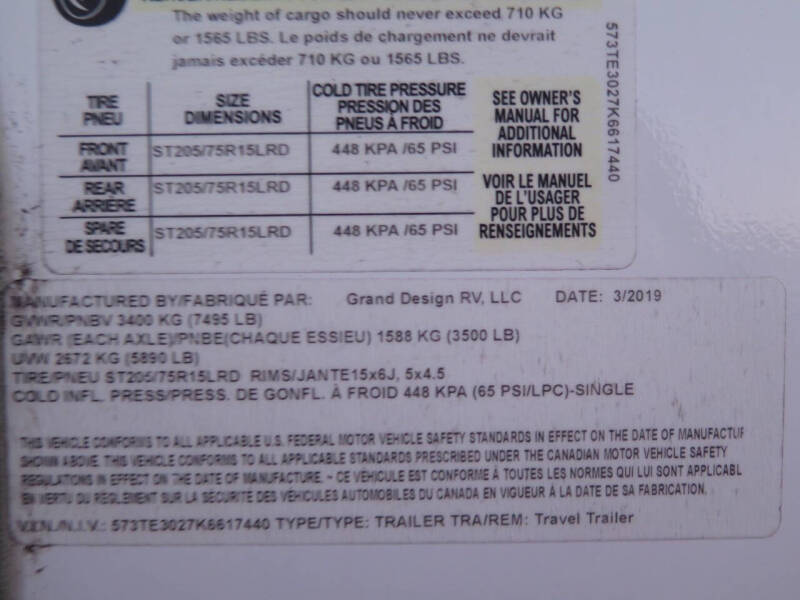 The weight of cargo should never exceed 710 KG
or 1565 LBS. Le poids de chargement ne devrait
jamais excéder 710 KG ou 1565 LBS.
TIRE PNEU SIZE DIMENSIONS COLD TIRE PRESSURE PRESSION DES PNEUS À FROID
FRONT AVANT ST205/75R15LRD 448 KPA /65 PSI
REAR ARRIÈRE ST205/75R15LRD 448 KPA /65 PSI
SPARE DE SECOURS ST205/75R15LRD 448 KPA /65 PSI
SEE OWNER'S
MANUAL FOR
ADDITIONAL
INFORMATION
VOIR LE MANUEL
DE L'USAGER
POUR PLUS DE
RENSEIGNEMENTS
573TE3027K6617440
MANUFACTURED BY/FABRIQUÉ PAR: Grand Design RV, LLC DATE: 3/2019
GVWR/PNBV 3400 KG (7495 LB)
GAWR (EACH AXLE)/PNBE(CHAQUE ESSIEU) 1588 KG (3500 LB)
UVW 2672 KG (5890 LB)
TIRE/PNEU ST205/75R15LRD RIMS/JANTE15x6J, 5x4.5
COLD INFL. PRESS/PRESS. DE GONFL. À FROID 448 KPA (65 PSI/LPC)-SINGLE
THIS VEHICLE CONFORMS TO ALL APPLICABLE U.S. FEDERAL MOTOR VEHICLE SAFETY STANDARDS IN EFFECT ON THE DATE OF MANUFACTUR
SHOWN ABOVE. THIS VEHICLE CONFORMS TO ALL APPLICABLE STANDARDS PRESCRIBED UNDER THE CANADIAN MOTOR VEHICLE SAFETY
REGULATIONS IN EFFECT ON THE DATE OF MANUFACTURE. - CE VÉHICULE EST CONFORME À TOUTES LES NORMES QUI LUI SONT APPLICABL
EN VERTU DU RÈGLEMENT SUR LA SÉCURITÉ DES VÉHICULES AUTOMOBILES DU CANADA EN VIGUEUR À LA DATE DE SA FABRICATION.
V.I.N./N.I.V.: 573TE3027K6617440 TYPE/TYPE: TRAILER TRA/REM: Travel Trailer